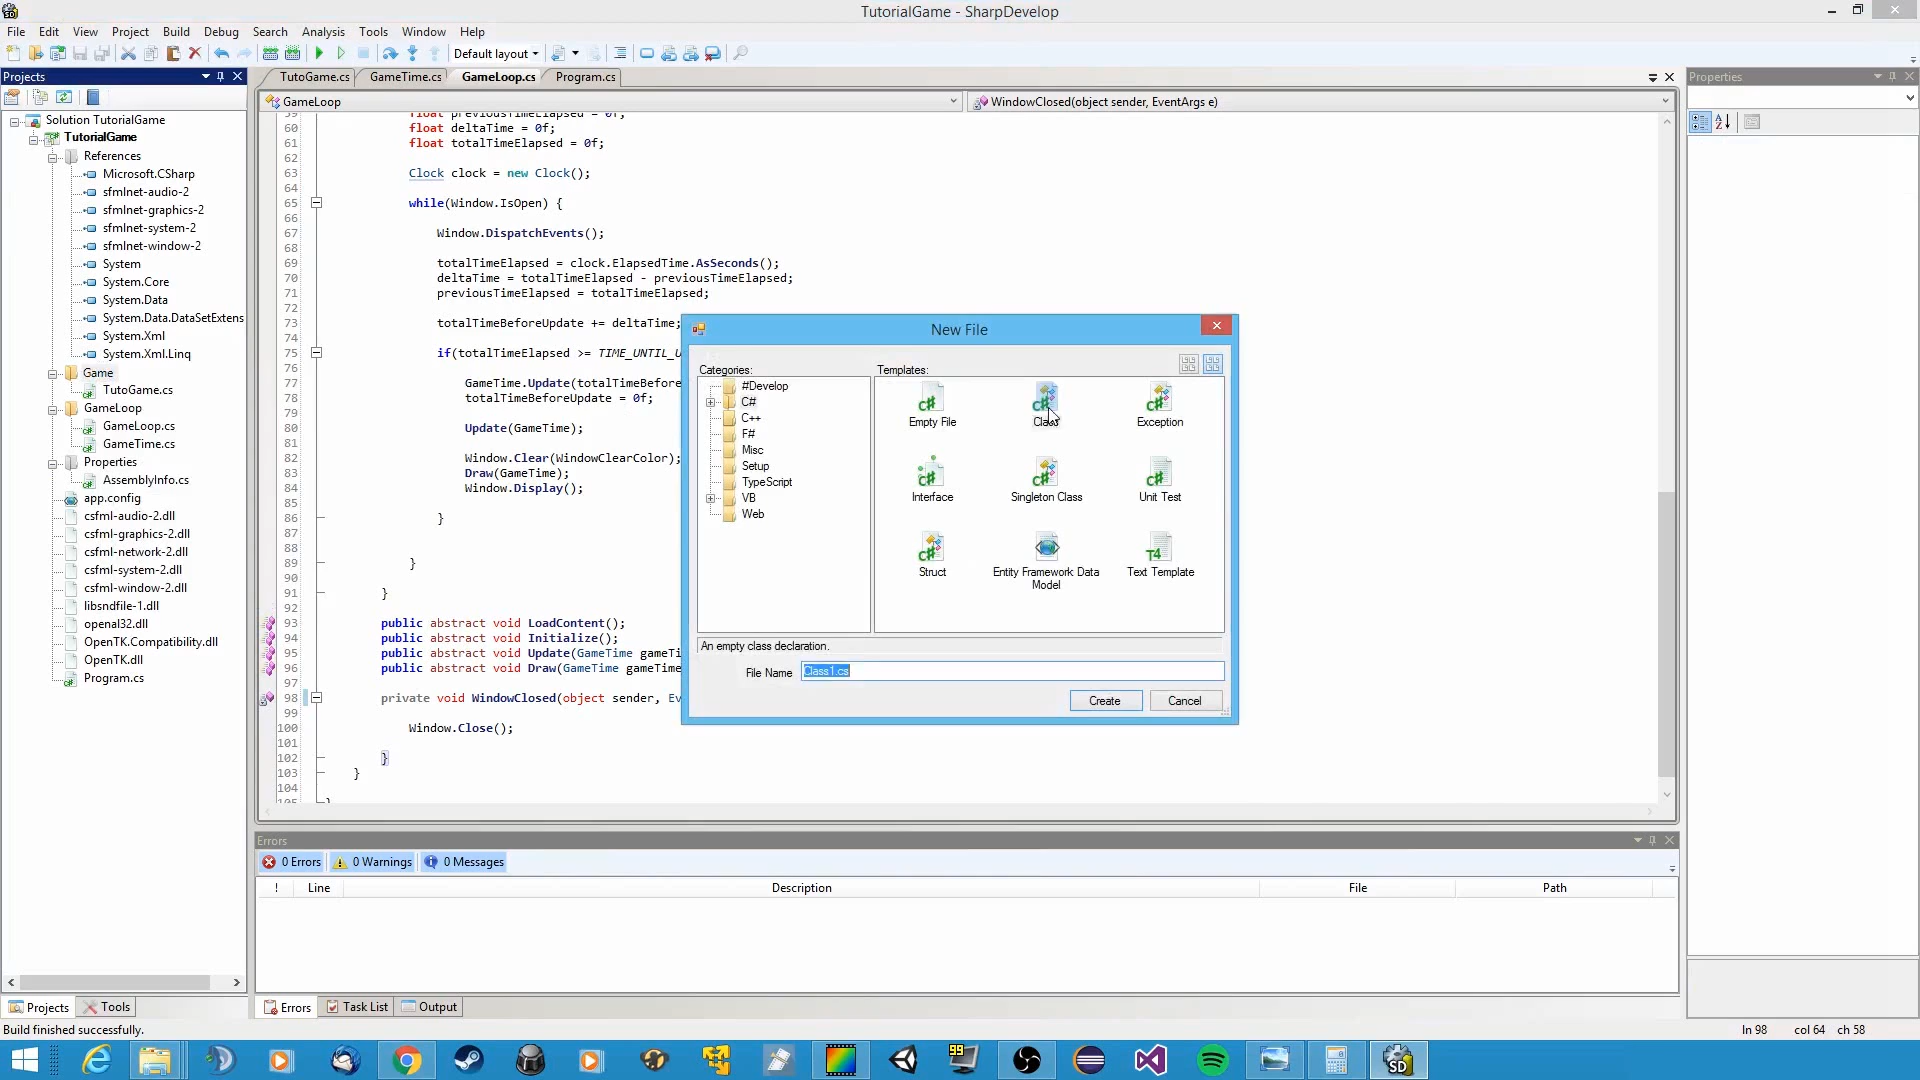 TutorialGame - SharpDevelop
File Edit View Project Build Debug Search Analysis Tools Window Help
Default layout
Projects
TutoGame.cs GameTime.cs GameLoop.cs Program.cs
Properties
GameLoop
WindowClosed(object sender, EventArgs e)
Solution TutorialGame
TutorialGame
References
Microsoft.CSharp
sfmlnet-audio-2
sfmlnet-graphics-2
sfmlnet-system-2
sfmlnet-window-2
System
System.Core
System.Data
System.Data.DataSetExtens
System.Xml
System.Xml.Linq
Game
TutoGame.cs
GameLoop
GameLoop.cs
GameTime.cs
Properties
AssemblyInfo.cs
app.config
csfml-audio-2.dll
csfml-graphics-2.dll
csfml-network-2.dll
csfml-system-2.dll
csfml-window-2.dll
libsndfile-1.dll
openal32.dll
OpenTK.Compatibility.dll
OpenTK.dll
Program.cs
59 float previousTimeElapsed = 0f;
60 float deltaTime = 0f;
61 float totalTimeElapsed = 0f;
62
63 Clock clock = new Clock();
64
65 while(Window.IsOpen) {
66
67 Window.DispatchEvents();
68
69 totalTimeElapsed = clock.ElapsedTime.AsSeconds();
70 deltaTime = totalTimeElapsed - previousTimeElapsed;
71 previousTimeElapsed = totalTimeElapsed;
72
73 totalTimeBeforeUpdate += deltaTime;
74
75 if(totalTimeElapsed >= TIME_UNTIL_U
76
77 GameTime.Update(totalTimeBefore
78 totalTimeBeforeUpdate = 0f;
79
80 Update(GameTime);
81
82 Window.Clear(WindowClearColor);
83 Draw(GameTime);
84 Window.Display();
85
86 }
87
88
89 }
90
91 }
92
93 public abstract void LoadContent();
94 public abstract void Initialize();
95 public abstract void Update(GameTime gameTi
96 public abstract void Draw(GameTime gameTime
97
98 private void WindowClosed(object sender, Ev
99
100 Window.Close();
101
102 }
103 }
104
105 }
New File
Categories:
#Develop
C#
C++
F#
Misc
Setup
TypeScript
VB
Web
Templates:
Empty File
Class
Exception
Interface
Singleton Class
Unit Test
Struct
Entity Framework Data
Model
Text Template
An empty class declaration.
File Name Class1.cs
Create Cancel
Errors
0 Errors 0 Warnings 0 Messages
! Line Description File Path
Projects Tools
Errors Task List Output
Build finished successfully.
ln 98 col 64 ch 58
99
SD